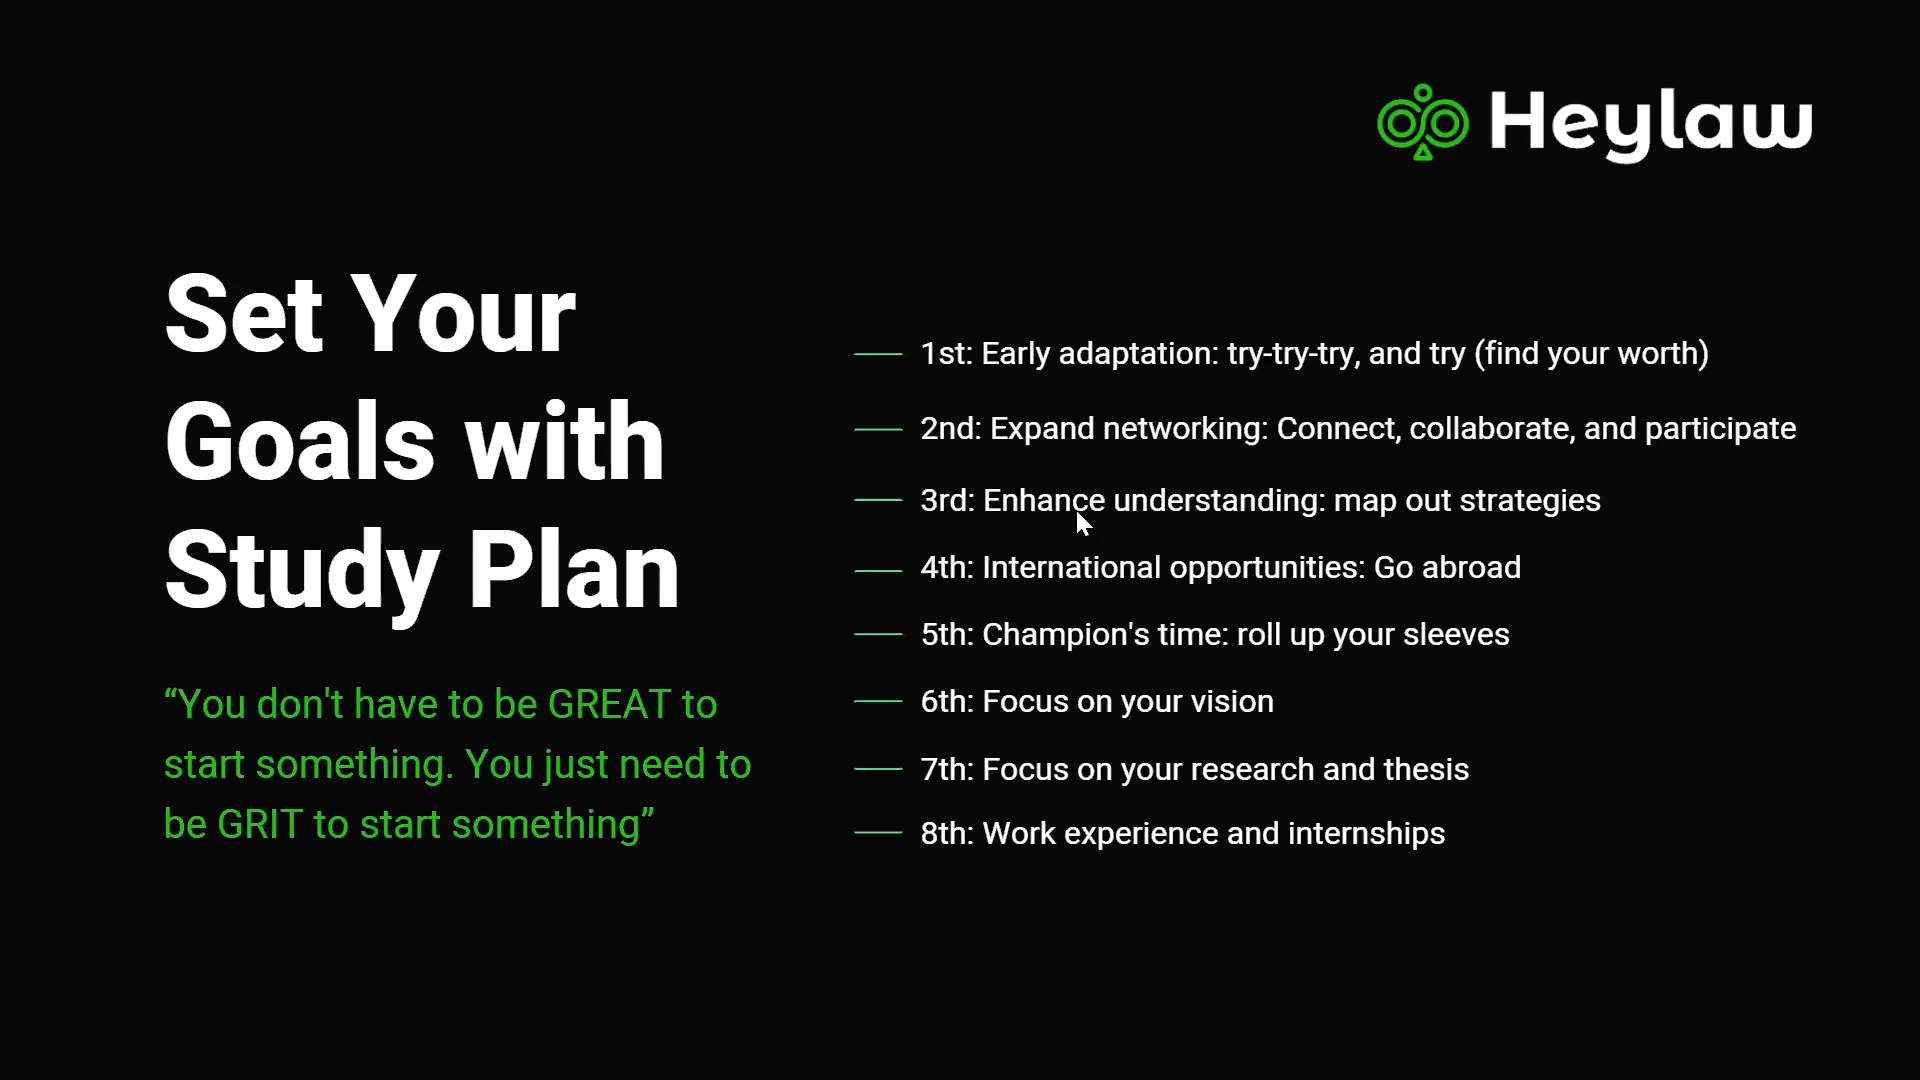 Heylaw
Set Your
Goals with
Study Plan
“You don't have to be GREAT to
start something. You just need to
be GRIT to start something”
1st: Early adaptation: try-try-try, and try (find your worth)
2nd: Expand networking: Connect, collaborate, and participate
3rd: Enhance understanding: map out strategies
4th: International opportunities: Go abroad
5th: Champion's time: roll up your sleeves
6th: Focus on your vision
7th: Focus on your research and thesis
8th: Work experience and internships